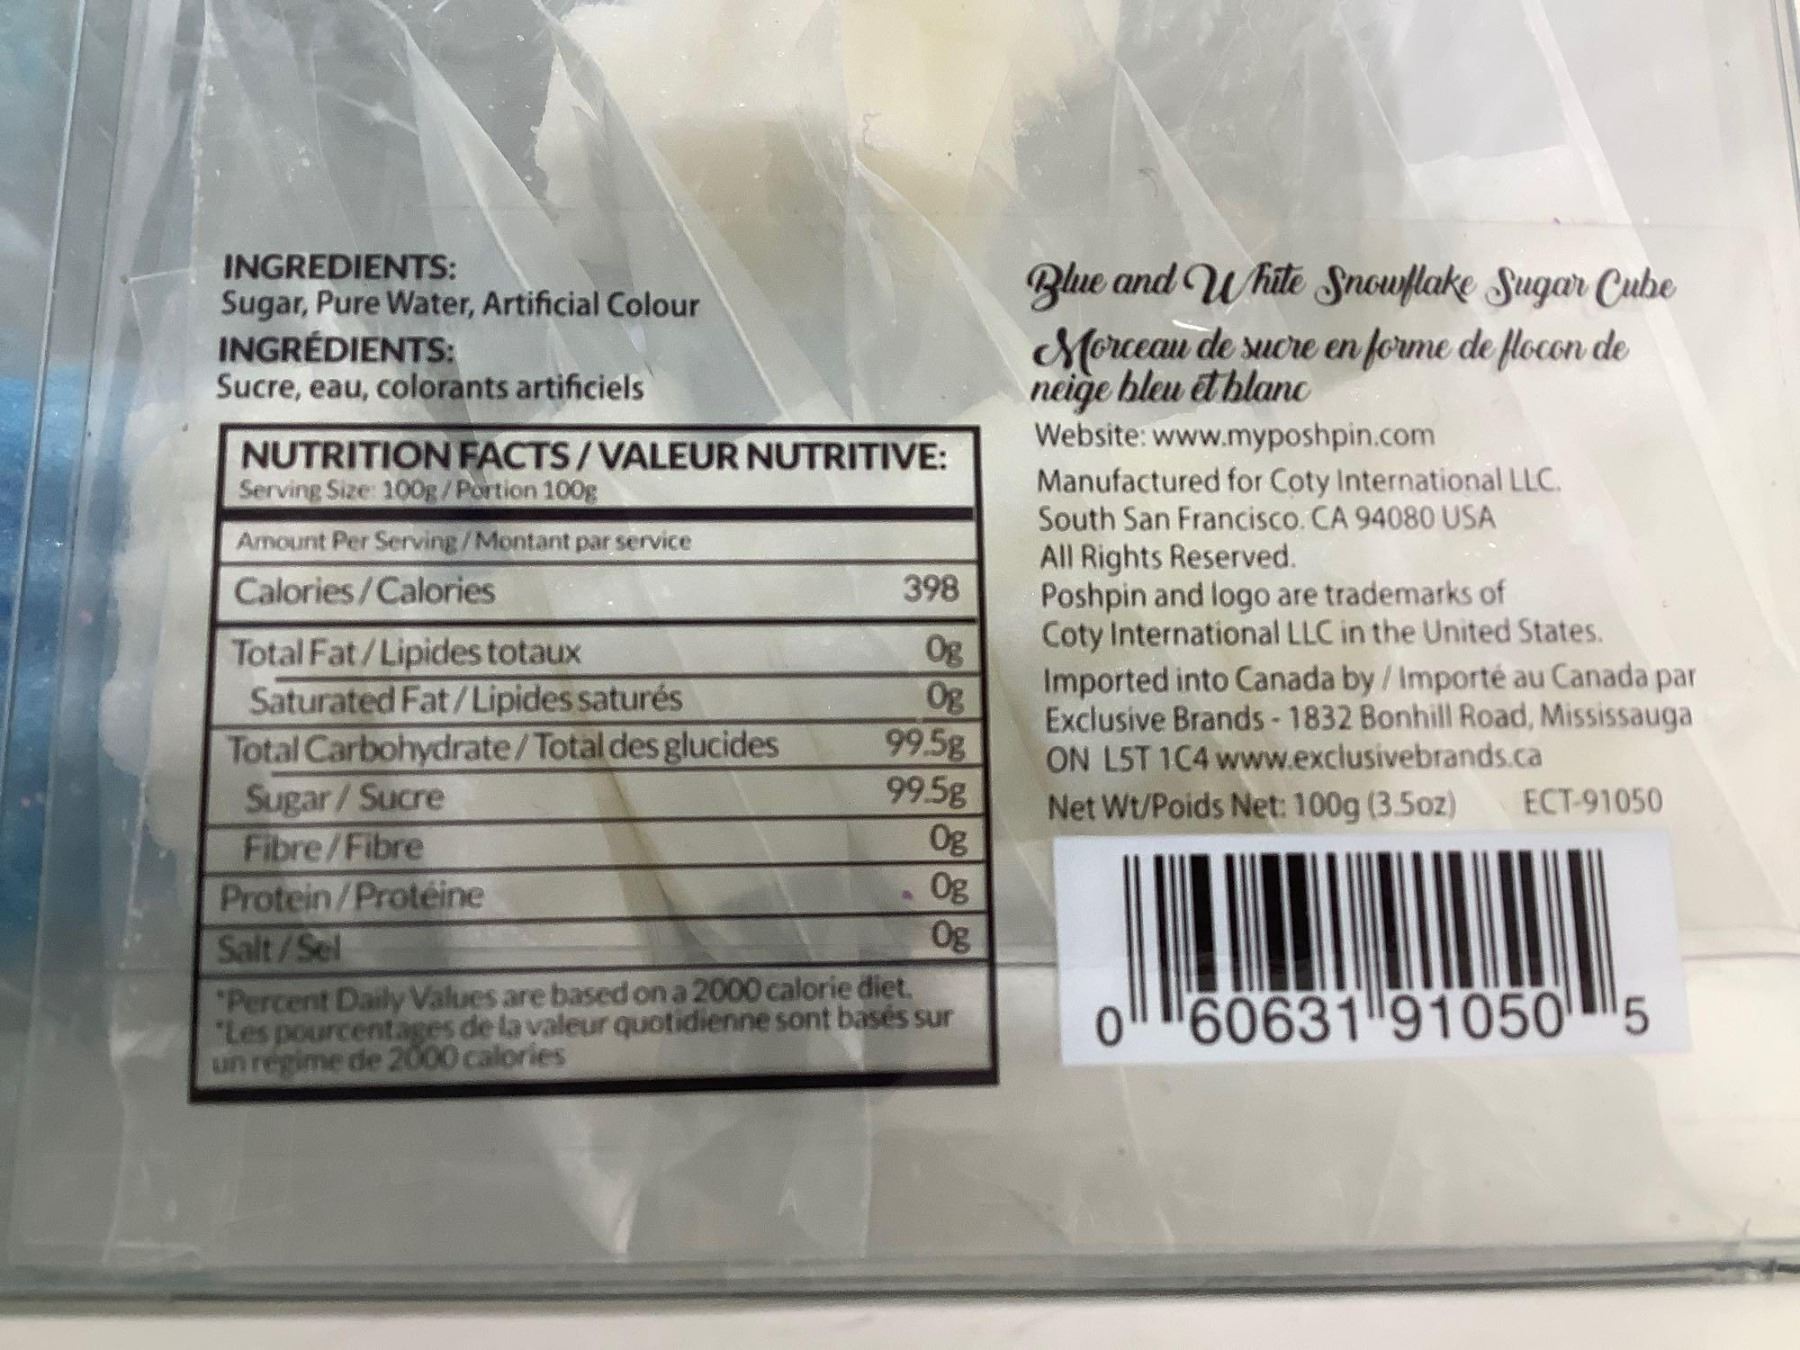 INGREDIENTS:
Sugar, Pure Water, Artificial Colour
INGRÉDIENTS:
Sucre, eau, colorants artificiels
NUTRITION FACTS / VALEUR NUTRITIVE:
Serving Size: 100g / Portion 100g
Amount Per Serving / Montant par service
Calories / Calories 398
Total Fat / Lipides totaux 0g
Saturated Fat / Lipides saturés 0g
Total Carbohydrate / Total des glucides 99.5g
Sugar / Sucre 99.5g
Fibre / Fibre 0g
Protein / Protéine 0g
Salt / Sel 0g
*Percent Daily Values are based on a 2000 calorie diet.
*Les pourcentages de la valeur quotidienne sont basés sur
un régime de 2000 calories
Blue and White Snowflake Sugar Cube
Morceau de sucre en forme de flocon de
neige bleu et blanc
Website: www.myposhpin.com
Manufactured for Coty International LLC.
South San Francisco. CA 94080 USA
All Rights Reserved.
Poshpin and logo are trademarks of
Coty International LLC in the United States.
Imported into Canada by / Importé au Canada par
Exclusive Brands - 1832 Bonhill Road, Mississauga
ON L5T 1C4 www.exclusivebrands.ca
Net Wt/Poids Net: 100g (3.5oz) ECT-91050
0 60631 91050 5